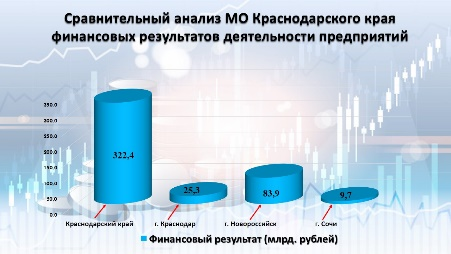 Сравнительный анализ МО Краснодарского края
финансовых результатов деятельности предприятий
350.0
300.0
250.0
200.0
150.0
100.0
50.0
0.0
322,4
25,3
83,9
9,7
Краснодарский край
г. Краснодар
г. Новороссийск
г. Сочи
Финансовый результат (млрд. рублей)